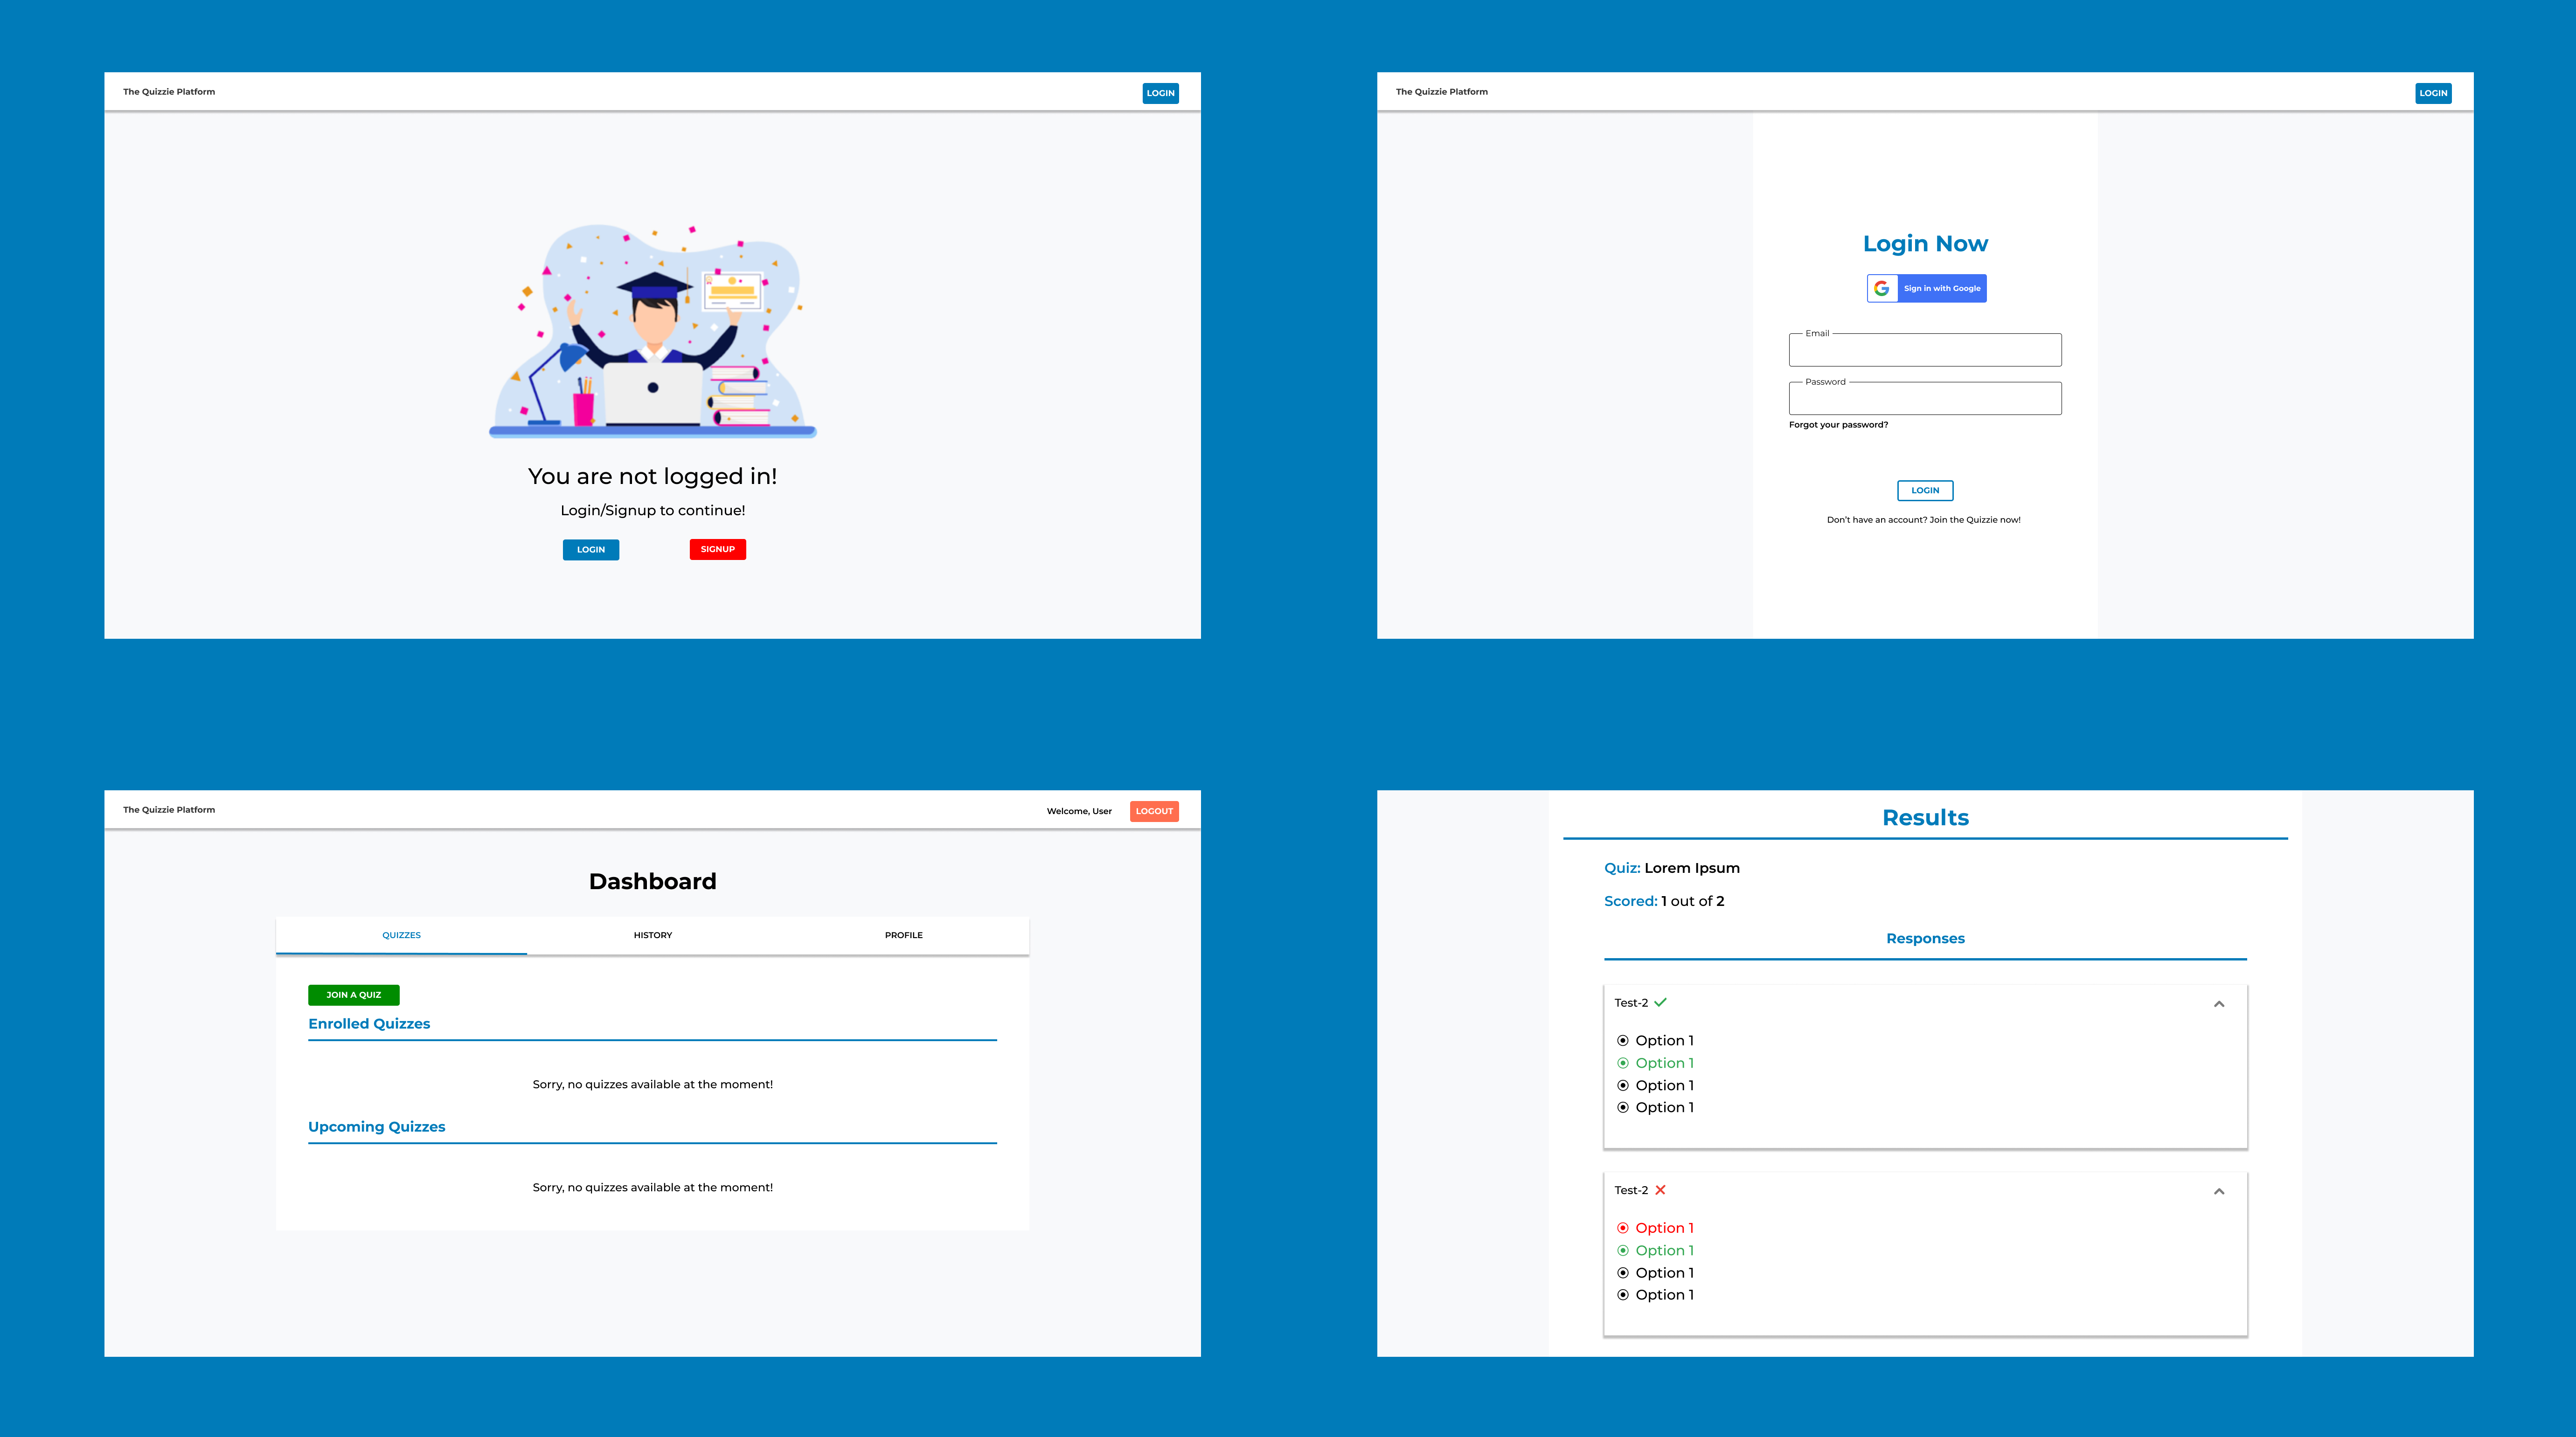 The Quizzie Platform
LOGIN
You are not logged in!
Login/Signup to continue!
LOGIN
SIGNUP
The Quizzie Platform
LOGIN
Login Now
Sign in with Google
Email
Password
Forgot your password?
LOGIN
Don't have an account? Join the Quizzie now!
The Quizzie Platform
Welcome, User
LOGOUT
Dashboard
QUIZZES
HISTORY
PROFILE
JOIN A QUIZ
Enrolled Quizzes
Sorry, no quizzes available at the moment!
Upcoming Quizzes
Sorry, no quizzes available at the moment!
Results
Quiz: Lorem Ipsum
Scored: 1 out of 2
Responses
Test-2
Option 1
Option 1
Option 1
Option 1
Test-2
Option 1
Option 1
Option 1
Option 1